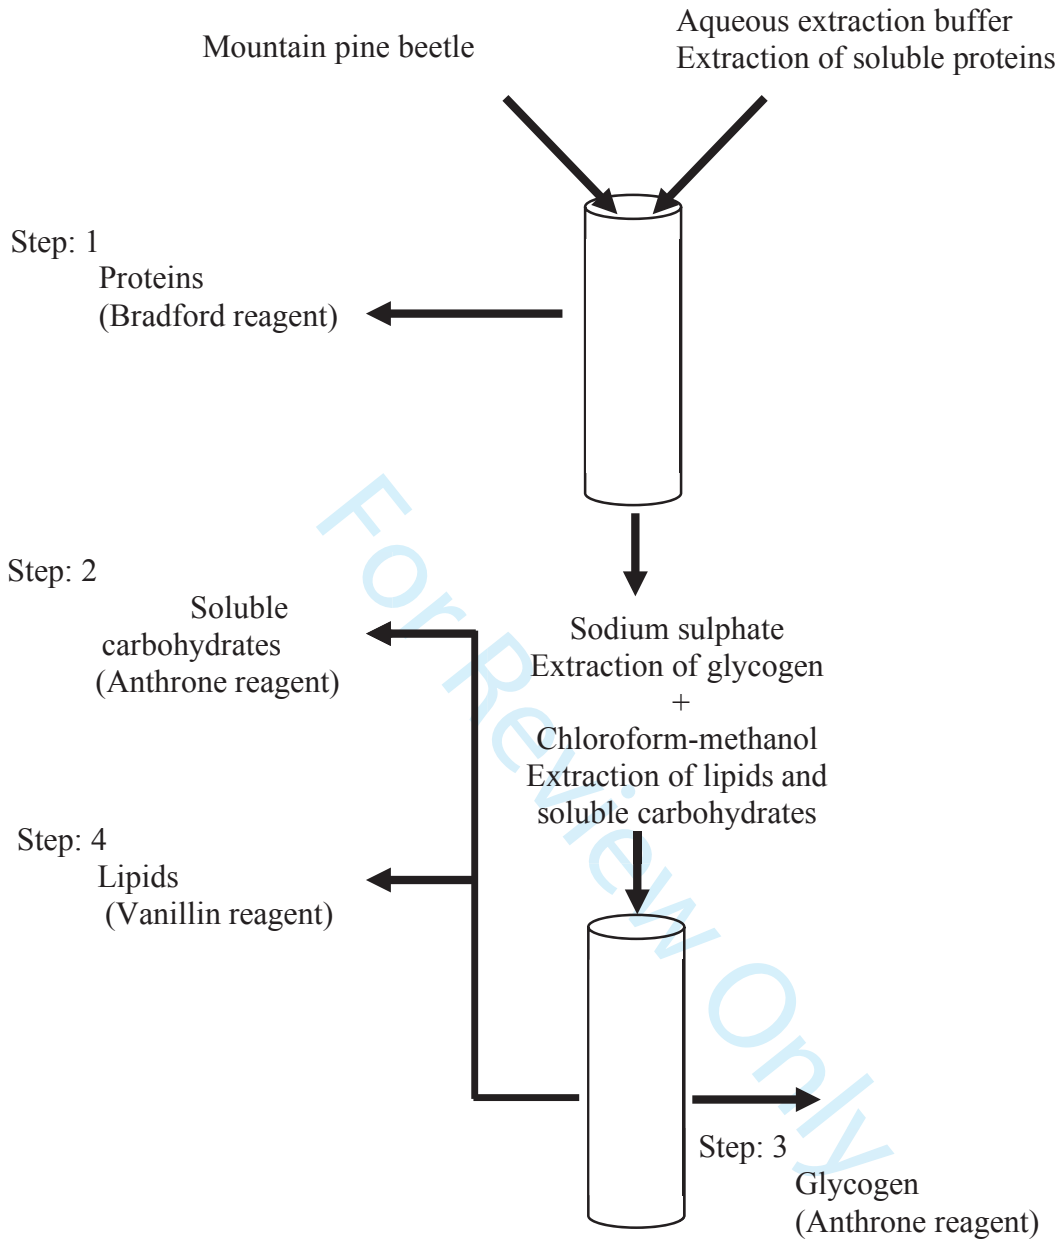 Mountain pine beetle
Aqueous extraction buffer
Extraction of soluble proteins
Step: 1
Proteins
(Bradford reagent)
Step: 2
Soluble
carbohydrates
(Anthrone reagent)
Sodium sulphate
Extraction of glycogen
+
Chloroform-methanol
Extraction of lipids and
soluble carbohydrates
Step: 4
Lipids
(Vanillin reagent)
Step: 3
Glycogen
(Anthrone reagent)
For Review Only